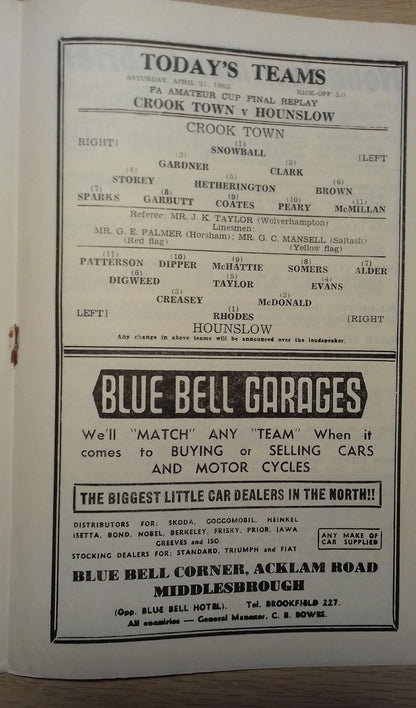 TODAY'S TEAMS
SATURDAY, APRIL 21, 1962. KICK-OFF 3.0
FA AMATEUR CUP FINAL REPLAY
CROOK TOWN v HOUNSLOW
CROOK TOWN
RIGHT] (1) [LEFT
SNOWBALL
(2) (3)
GARDNER CLARK
(4) (5) (6)
STOREY HETHERINGTON BROWN
(7) (8) (9) (10) (11)
SPARKS GARBUTT COATES PEARY McMILLAN
Referee: MR. J. K. TAYLOR (Wolverhampton)
Linesmen:
MR. G. E. PALMER (Horsham); MR. G. C. MANSELL (Saltash)
(Red flag) (Yellow flag)
(11) (10) (9) (8) (7)
PATTERSON DIPPER McHATTIE SOMERS ALDER
(6) (5) (4)
DIGWEED TAYLOR EVANS
(3) (2)
CREASEY McDONALD
(1)
LEFT] RHODES [RIGHT
HOUNSLOW
Any change in above teams will be announced over the loudspeaker.
BLUE BELL GARAGES
We'll "MATCH" ANY "TEAM" When it
comes to BUYING or SELLING CARS
AND MOTOR CYCLES
THE BIGGEST LITTLE CAR DEALERS IN THE NORTH!!
DISTRIBUTORS FOR: SKODA, GOGGOMOBIL, HEINKEL
ISETTA, BOND, NOBEL, BERKELEY, FRISKY, PRIOR, JAWA
GREEVES and ISO.
STOCKING DEALERS FOR: STANDARD, TRIUMPH and FIAT
ANY MAKE OF
CAR SUPPLIED
BLUE BELL CORNER, ACKLAM ROAD
MIDDLESBROUGH
(Opp. BLUE BELL HOTEL). Tel. BROOKFIELD 227.
All enquiries — General Manager, C. B. BOWES.